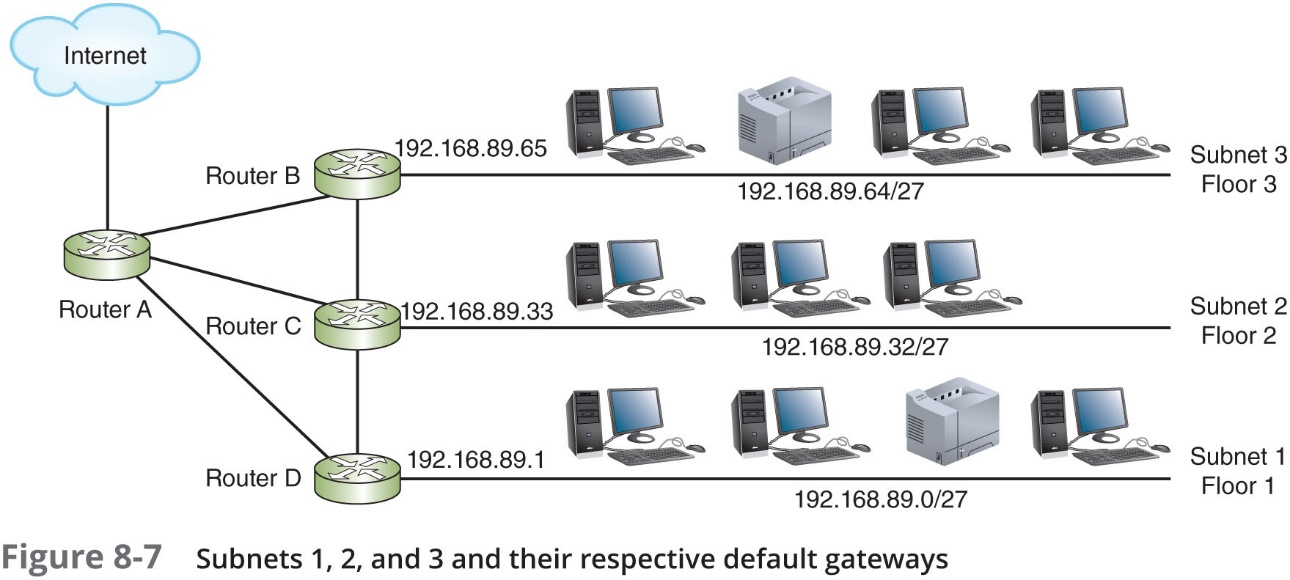 Internet
Router A
Router B
192.168.89.65
192.168.89.64/27
Subnet 3
Floor 3
Router C
192.168.89.33
192.168.89.32/27
Subnet 2
Floor 2
Router D
192.168.89.1
192.168.89.0/27
Subnet 1
Floor 1
Figure 8-7 Subnets 1, 2, and 3 and their respective default gateways